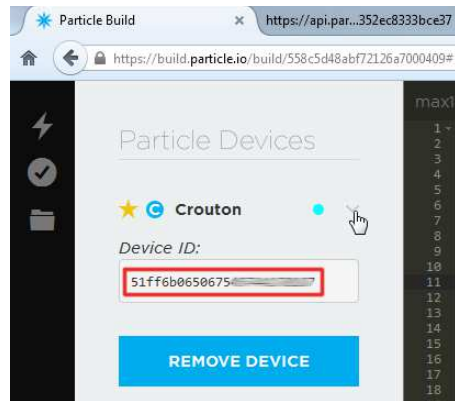 Particle Build ×
https://api.par...352ec8333bce37
https://build.particle.io/build/558c5d48abf72126a7000409#
max1
Particle Devices
Crouton
Device ID:
51ff6b0650675
REMOVE DEVICE
1
2
3
4
5
6
7
8
9
10
11
12
13
14
15
16
17
18